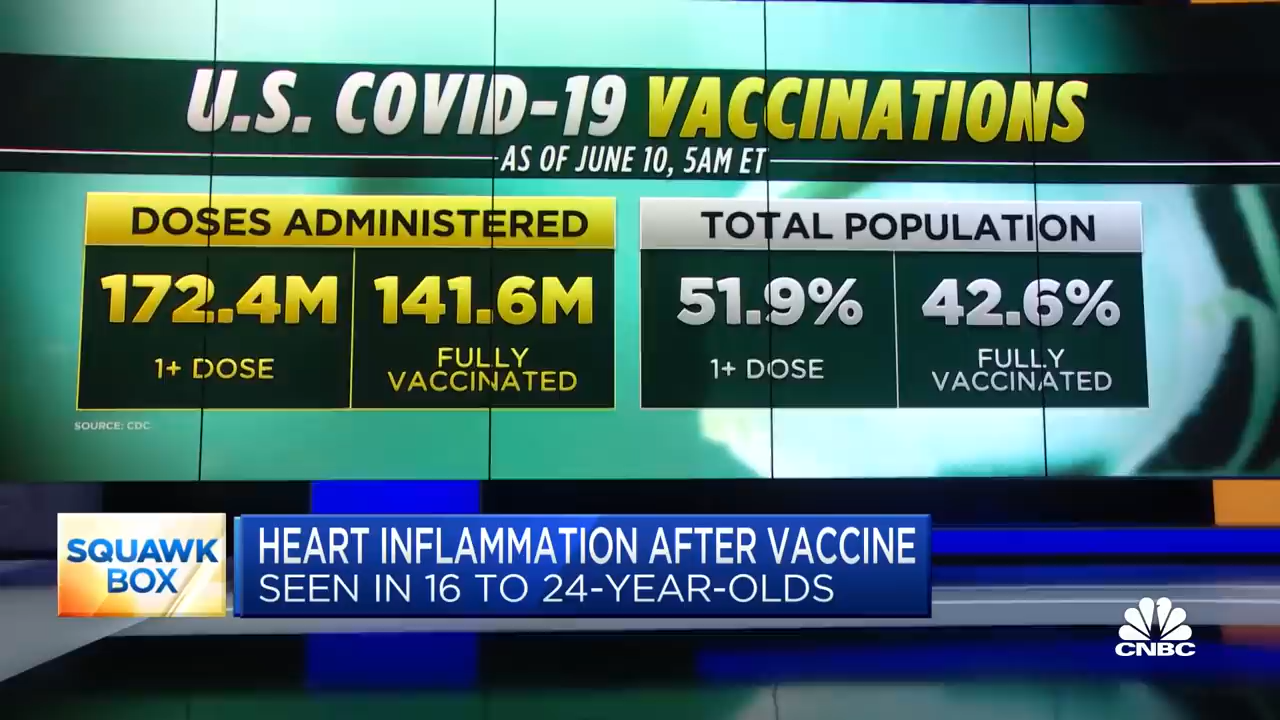 U.S. COVID-19 VACCINATIONS
AS OF JUNE 10, 5AM ET
DOSES ADMINISTERED
172.4M
1+ DOSE
141.6M
FULLY
VACCINATED
TOTAL POPULATION
51.9%
1+ DOSE
42.6%
FULLY
VACCINATED
SOURCE: CDC
SQUAWK
BOX
HEART INFLAMMATION AFTER VACCINE
SEEN IN 16 TO 24-YEAR-OLDS
CNBC